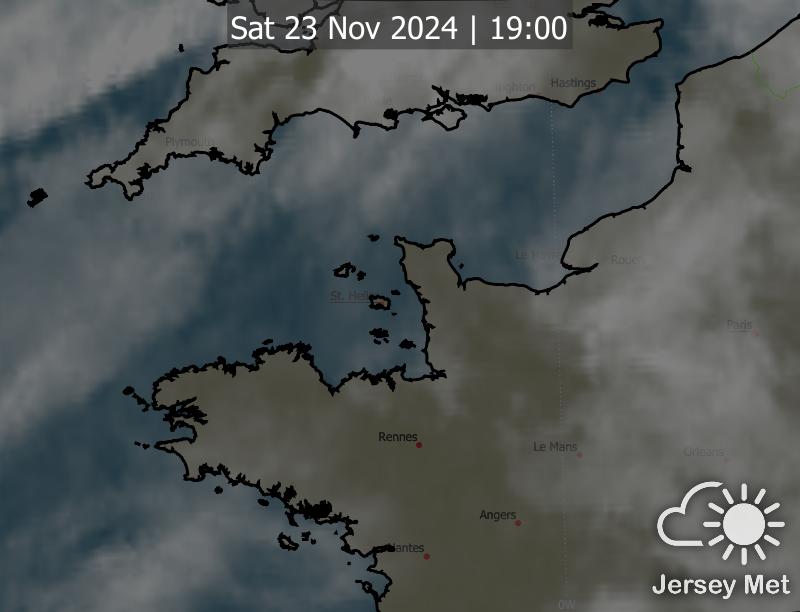 Sat 23 Nov 2024 | 19:00
Hastings
Plymouth
Le Havre
Rouen
St. Helier
Paris
Rennes
Le Mans
Orleans
Angers
Nantes
Jersey Met
0W